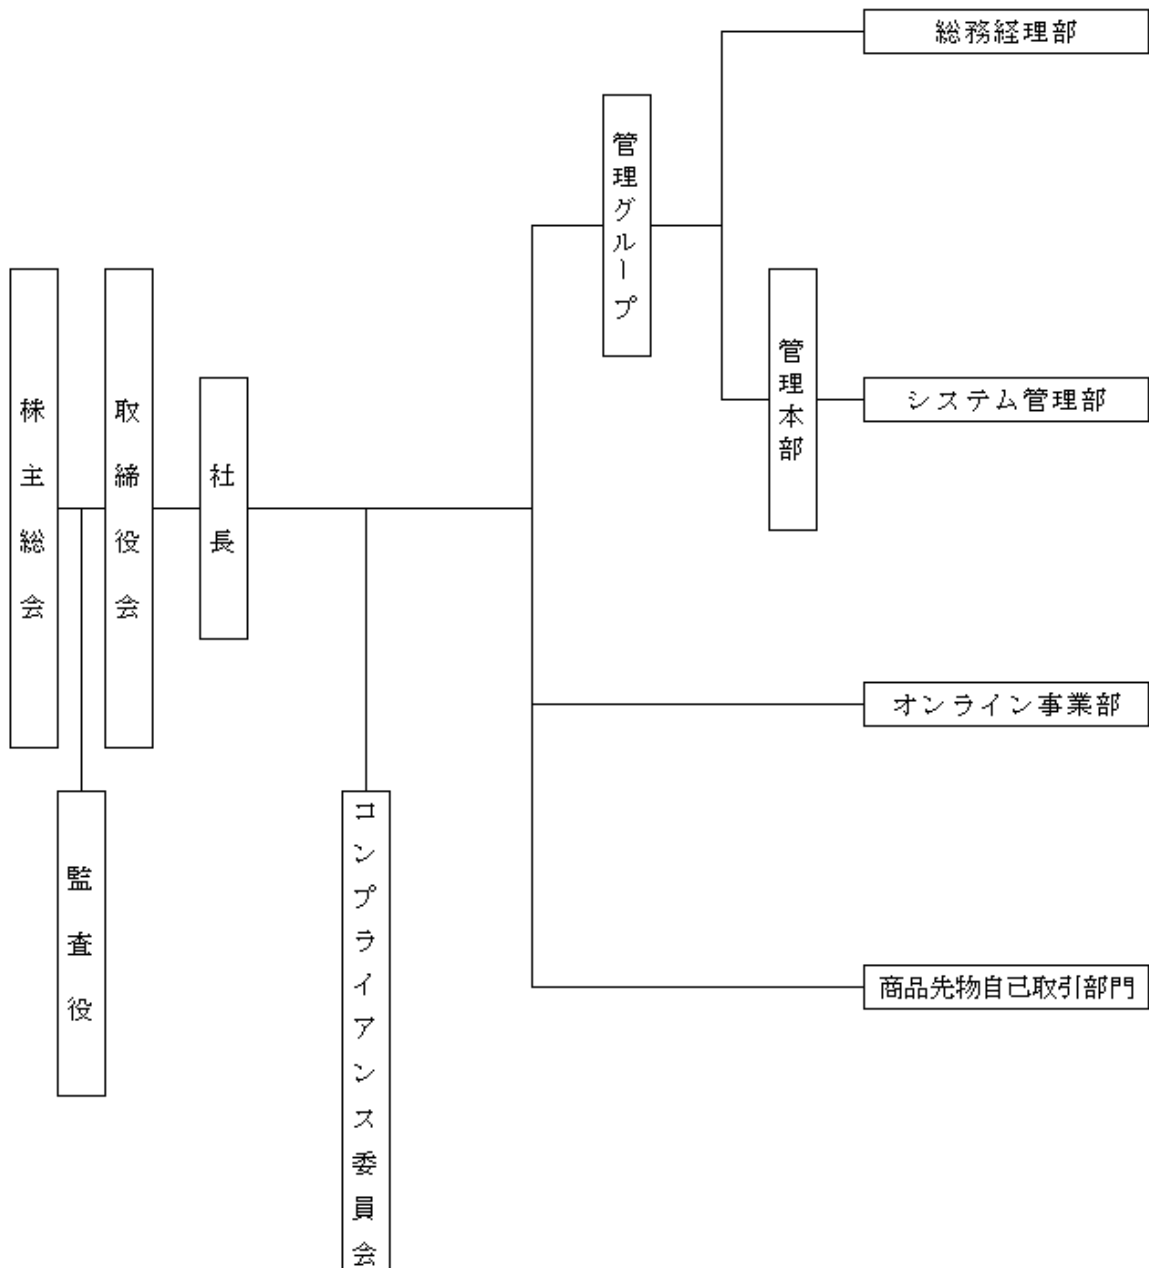 株主総会
取締役会
社長
監査役
コンプライアンス委員会
管理グループ
管理本部
総務経理部
システム管理部
オンライン事業部
商品先物自己取引部門